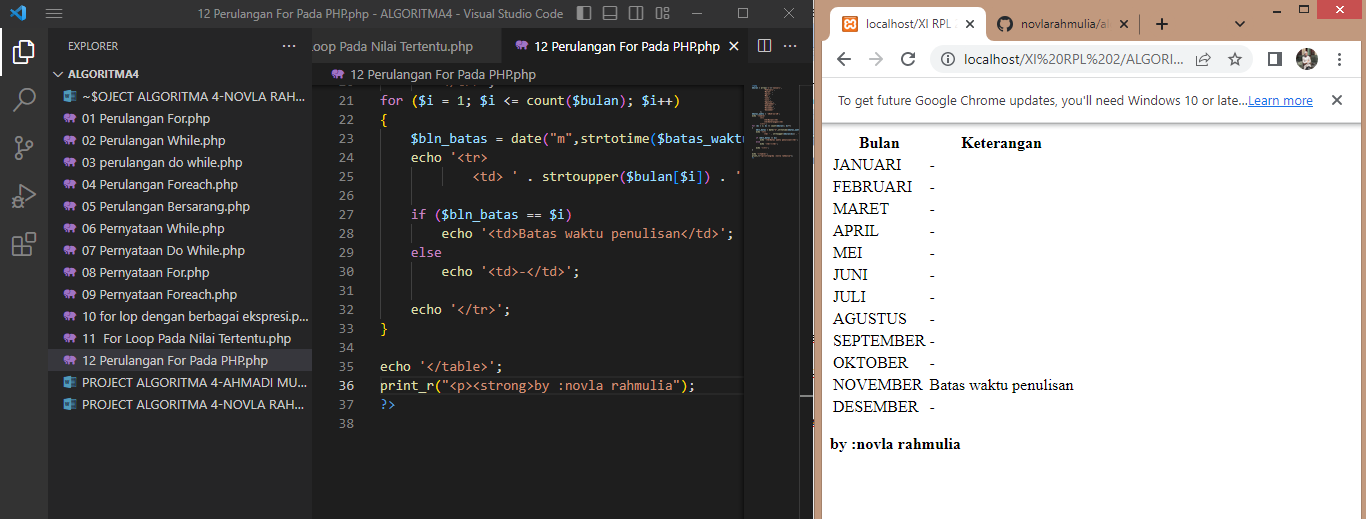 12 Perulangan For Pada PHP.php - ALGORITMA4 - Visual Studio Code
EXPLORER
ALGORITMA4
~$OJECT ALGORITMA 4-NOVLA RAH...
01 Perulangan For.php
02 Perulangan While.php
03 perulangan do while.php
04 Perulangan Foreach.php
05 Perulangan Bersarang.php
06 Pernyataan While.php
07 Pernyataan Do While.php
08 Pernyataan For.php
09 Pernyataan Foreach.php
10 for lop dengan berbagai ekspresi.p...
11  For Loop Pada Nilai Tertentu.php
12 Perulangan For Pada PHP.php
PROJECT ALGORITMA 4-AHMADI MU...
PROJECT ALGORITMA 4-NOVLA RAH...
Loop Pada Nilai Tertentu.php
12 Perulangan For Pada PHP.php
12 Perulangan For Pada PHP.php
21 for ($i = 1; $i <= count($bulan); $i++)
22 {
23 $bln_batas = date("m",strtotime($batas_waktu
24 echo '<tr>
25 <td> ' . strtoupper($bulan[$i]) . '
26
27 if ($bln_batas == $i)
28 echo '<td>Batas waktu penulisan</td>';
29 else
30 echo '<td>-</td>';
31
32 echo '</tr>';
33 }
34
35 echo '</table>';
36 print_r("<p><strong>by :novla rahmulia");
37 ?>
38
localhost/XI RPL
novlarahmulia/al
localhost/XI%20RPL%202/ALGORI...
To get future Google Chrome updates, you'll need Windows 10 or late...Learn more
Bulan Keterangan
JANUARI -
FEBRUARI -
MARET -
APRIL -
MEI -
JUNI -
JULI -
AGUSTUS -
SEPTEMBER -
OKTOBER -
NOVEMBER Batas waktu penulisan
DESEMBER -
by :novla rahmulia